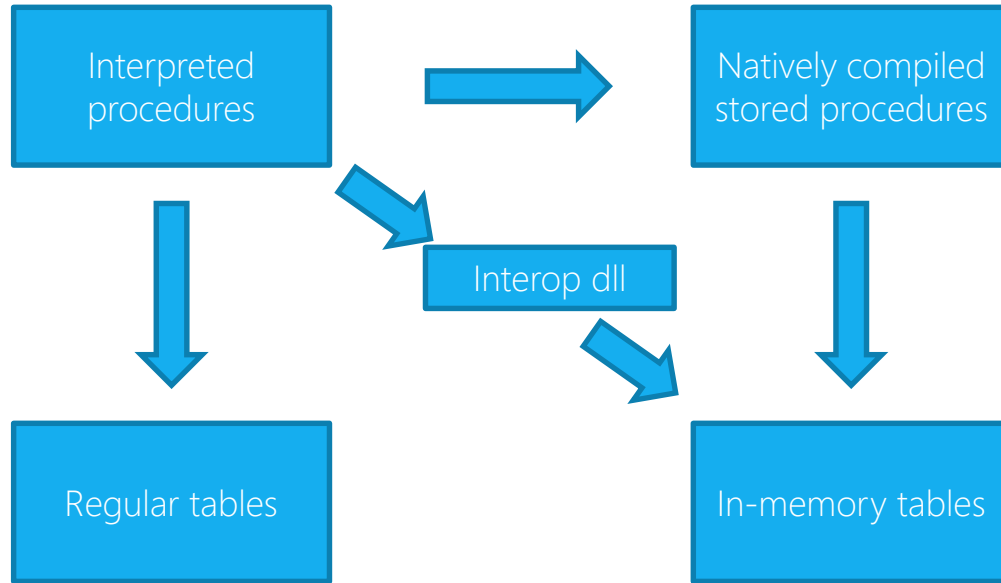 Interpreted
procedures
Natively compiled
stored procedures
Interop dll
Regular tables
In-memory tables